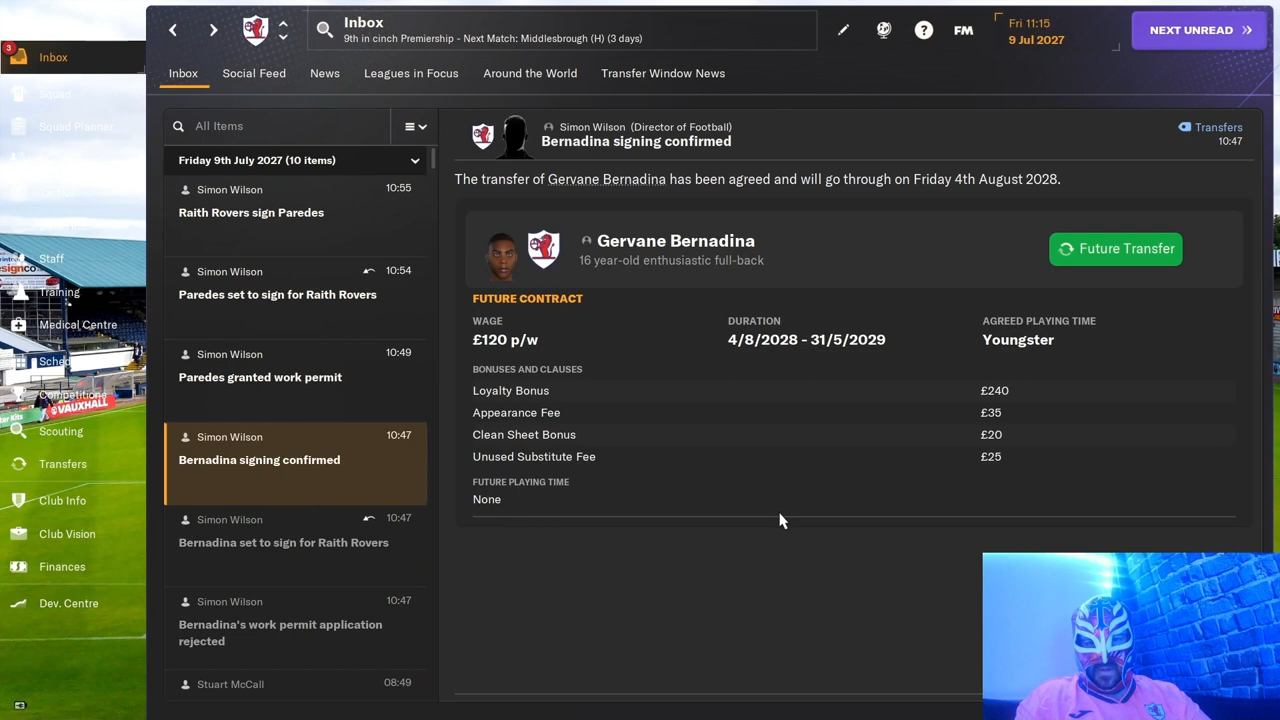 Inbox
9th in cinch Premiership - Next Match: Middlesbrough (H) (3 days)
FM
Fri 11:15
9 Jul 2027
NEXT UNREAD
3
Inbox
Squad
Squad Planner
Staff
Training
Medical Centre
Sched
Competitions
Scouting
Transfers
Club Info
Club Vision
Finances
Dev. Centre
VAUXHALL
Inbox
Social Feed
News
Leagues in Focus
Around the World
Transfer Window News
All Items
Friday 9th July 2027 (10 items)
Simon Wilson 10:55
Raith Rovers sign Paredes
Simon Wilson 10:54
Paredes set to sign for Raith Rovers
Simon Wilson 10:49
Paredes granted work permit
Simon Wilson 10:47
Bernadina signing confirmed
Simon Wilson 10:47
Bernadina set to sign for Raith Rovers
Simon Wilson 10:47
Bernadina's work permit application
rejected
Stuart McCall 08:49
Simon Wilson (Director of Football)
Bernadina signing confirmed
Transfers
10:47
The transfer of Gervane Bernadina has been agreed and will go through on Friday 4th August 2028.
Gervane Bernadina
16 year-old enthusiastic full-back
Future Transfer
FUTURE CONTRACT
WAGE DURATION AGREED PLAYING TIME
£120 p/w 4/8/2028 - 31/5/2029 Youngster
BONUSES AND CLAUSES
Loyalty Bonus £240
Appearance Fee £35
Clean Sheet Bonus £20
Unused Substitute Fee £25
FUTURE PLAYING TIME
None